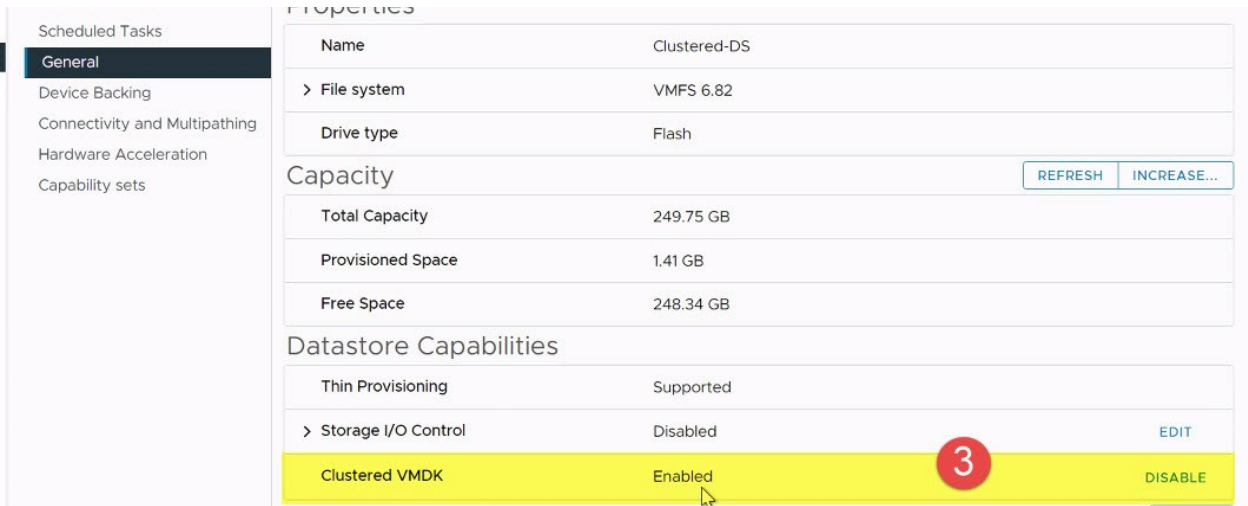 Properties
Scheduled Tasks
General
Device Backing
Connectivity and Multipathing
Hardware Acceleration
Capability sets
Name Clustered-DS
File system VMFS 6.82
Drive type Flash
Capacity REFRESH INCREASE...
Total Capacity 249.75 GB
Provisioned Space 1.41 GB
Free Space 248.34 GB
Datastore Capabilities
Thin Provisioning Supported
Storage I/O Control Disabled EDIT
Clustered VMDK Enabled 3 DISABLE